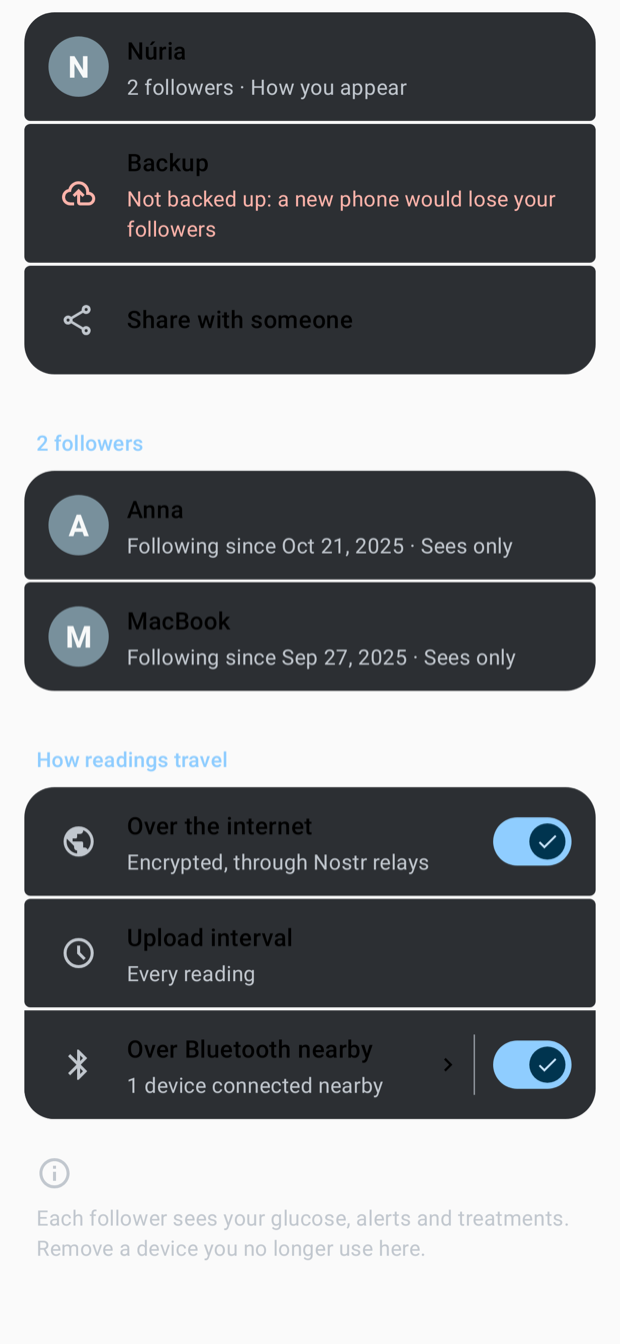 N
Núria
2 followers · How you appear
Backup
Not backed up: a new phone would lose your
followers
Share with someone
2 followers
A
Anna
Following since Oct 21, 2025 · Sees only
M
MacBook
Following since Sep 27, 2025 · Sees only
How readings travel
Over the internet
Encrypted, through Nostr relays
Upload interval
Every reading
Over Bluetooth nearby
1 device connected nearby
Each follower sees your glucose, alerts and treatments.
Remove a device you no longer use here.